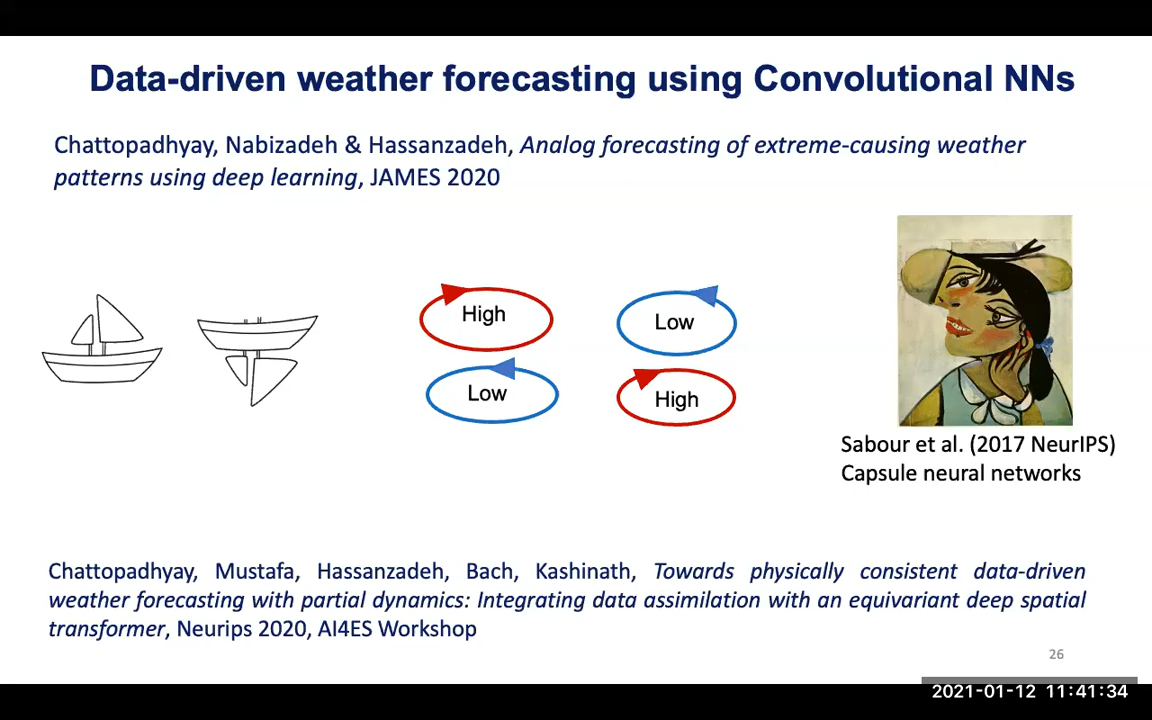 Data-driven weather forecasting using Convolutional NNs
Chattopadhyay, Nabizadeh & Hassanzadeh, Analog forecasting of extreme-causing weather
patterns using deep learning, JAMES 2020
High
Low
Low
High
Sabour et al. (2017 NeurIPS)
Capsule neural networks
Chattopadhyay, Mustafa, Hassanzadeh, Bach, Kashinath, Towards physically consistent data-driven
weather forecasting with partial dynamics: Integrating data assimilation with an equivariant deep spatial
transformer, Neurips 2020, AI4ES Workshop
26
2021-01-12 11:41:34